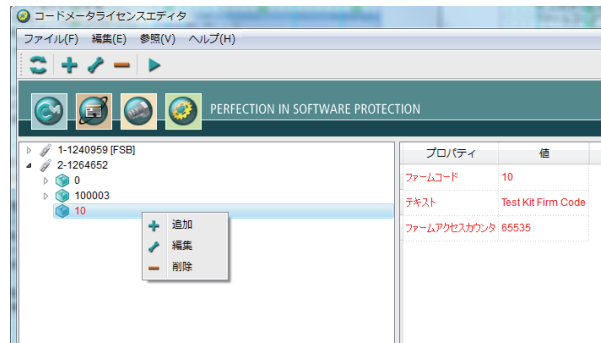 コードメータライセンスエディタ
ファイル(F) 編集(E) 参照(V) ヘルプ(H)
PERFECTION IN SOFTWARE PROTECTION
1-1240959 [FSB]
2-1264652
0
100003
10
追加
編集
削除
プロパティ 値
ファームコード 10
テキスト Test Kit Firm Code
ファームアクセスカウンタ 65535